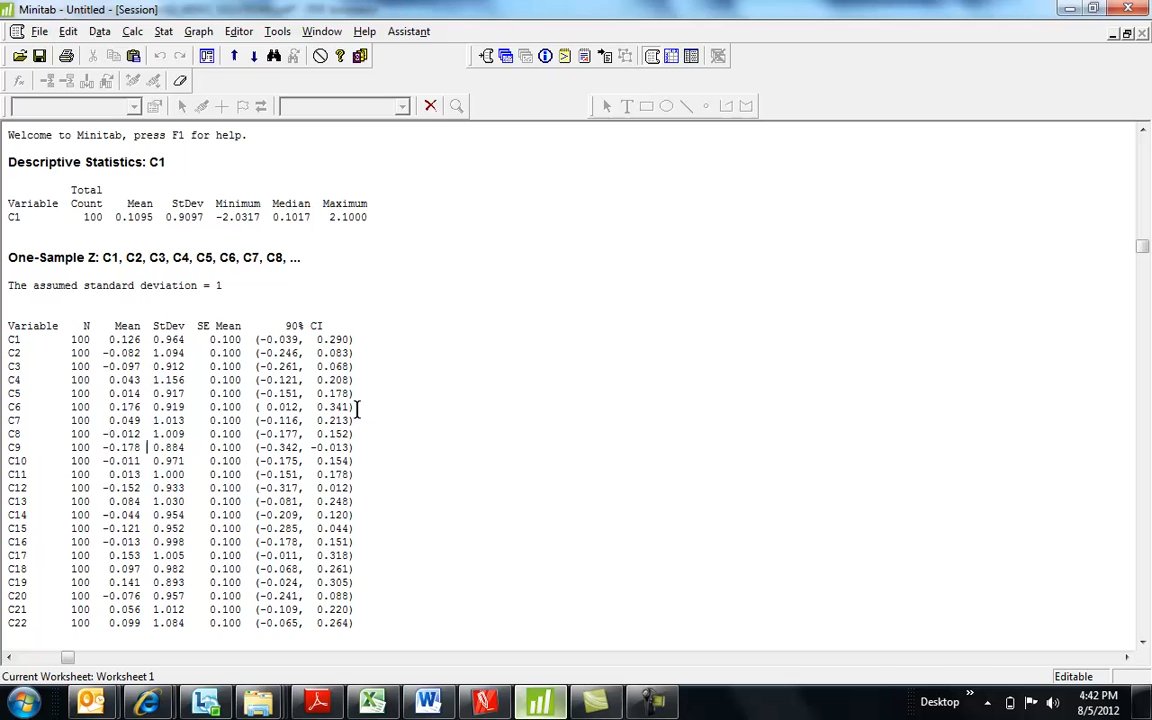 Minitab - Untitled - [Session]
File Edit Data Calc Stat Graph Editor Tools Window Help Assistant
Welcome to Minitab, press F1 for help.
Descriptive Statistics: C1
Total
Variable Count Mean StDev Minimum Median Maximum
C1 100 0.1095 0.9097 -2.0317 0.1017 2.1000
One-Sample Z: C1, C2, C3, C4, C5, C6, C7, C8, ...
The assumed standard deviation = 1
Variable N Mean StDev SE Mean 90% CI
C1 100 0.126 0.964 0.100 (-0.039, 0.290)
C2 100 -0.082 1.094 0.100 (-0.246, 0.083)
C3 100 -0.097 0.912 0.100 (-0.261, 0.068)
C4 100 0.043 1.156 0.100 (-0.121, 0.208)
C5 100 0.014 0.917 0.100 (-0.151, 0.178)
C6 100 0.176 0.919 0.100 ( 0.012, 0.341)
C7 100 0.049 1.013 0.100 (-0.116, 0.213)
C8 100 -0.012 1.009 0.100 (-0.177, 0.152)
C9 100 -0.178 0.884 0.100 (-0.342, -0.013)
C10 100 -0.011 0.971 0.100 (-0.175, 0.154)
C11 100 0.013 1.000 0.100 (-0.151, 0.178)
C12 100 -0.152 0.933 0.100 (-0.317, 0.012)
C13 100 0.084 1.030 0.100 (-0.081, 0.248)
C14 100 -0.044 0.954 0.100 (-0.209, 0.120)
C15 100 -0.121 0.952 0.100 (-0.285, 0.044)
C16 100 -0.013 0.998 0.100 (-0.178, 0.151)
C17 100 0.153 1.005 0.100 (-0.011, 0.318)
C18 100 0.097 0.982 0.100 (-0.068, 0.261)
C19 100 0.141 0.893 0.100 (-0.024, 0.305)
C20 100 -0.076 0.957 0.100 (-0.241, 0.088)
C21 100 0.056 1.012 0.100 (-0.109, 0.220)
C22 100 0.099 1.084 0.100 (-0.065, 0.264)
Current Worksheet: Worksheet 1 Editable
Desktop
4:42 PM
8/5/2012